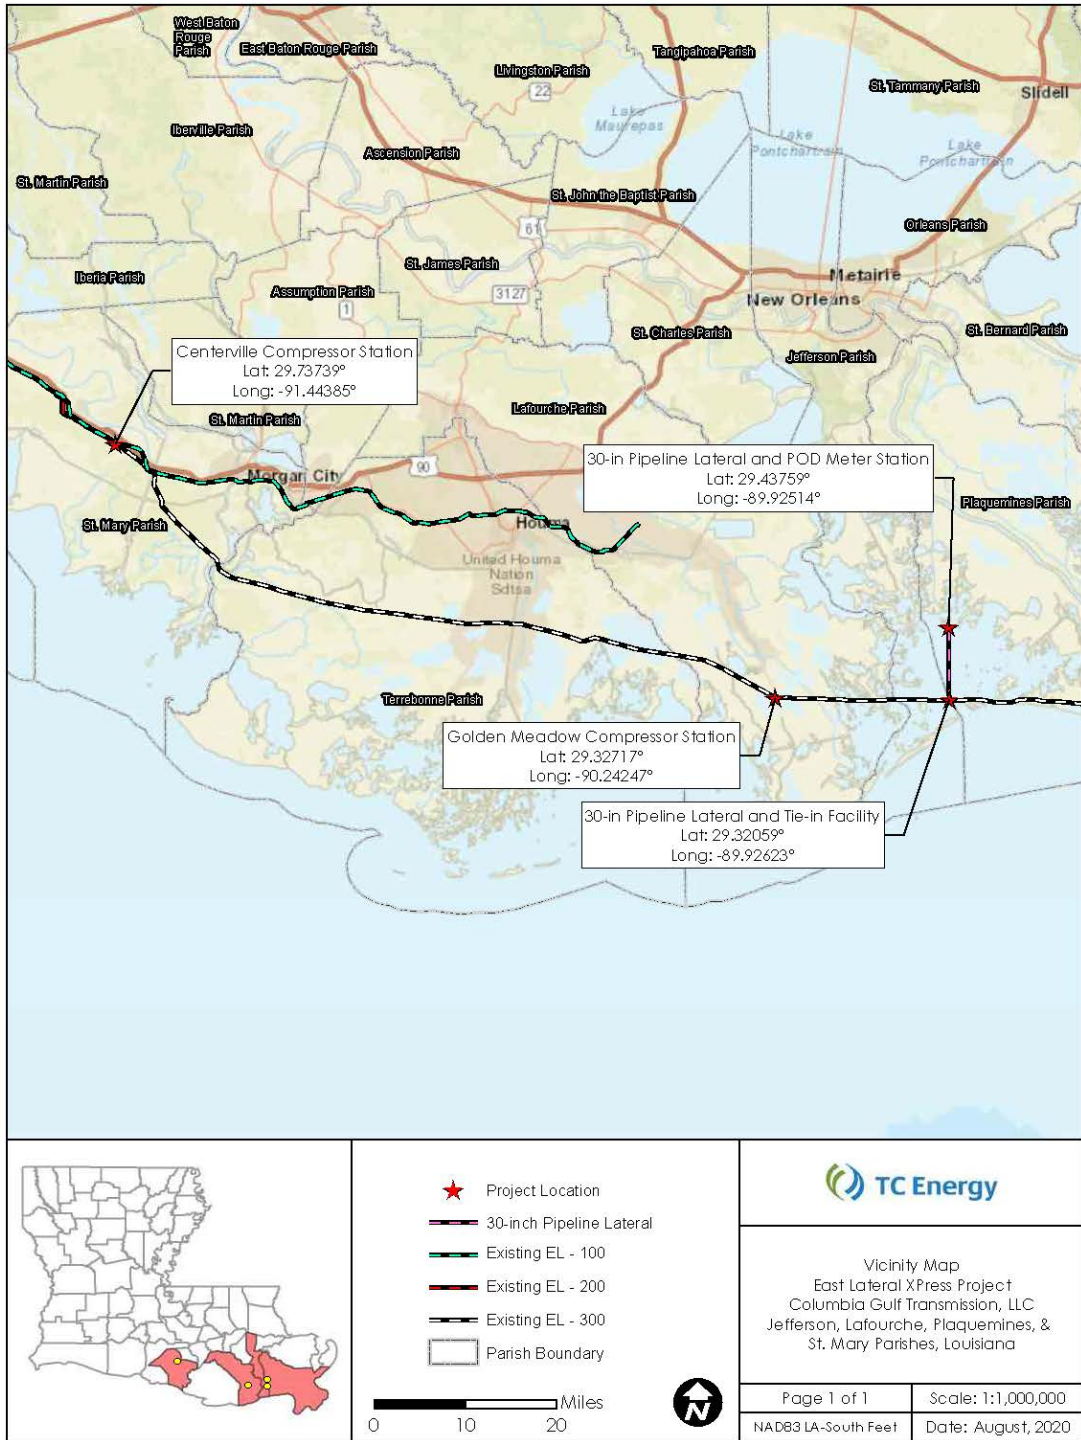 West Baton
Rouge
Parish
East Baton Rouge Parish
Tangipahoa Parish
Livingston Parish
22
St. Tammany Parish
Slidell
Lake
Maurepas
Iberville Parish
Lake
Pontchartrain
Lake
Pontchartrain
Ascension Parish
St. Martin Parish
St. John the Baptist Parish
Orleans Parish
61
St. James Parish
Iberia Parish
Metairie
Assumption Parish
3127
New Orleans
1
St. Charles Parish
St. Bernard Parish
Jefferson Parish
Centerville Compressor Station
Lat: 29.73739°
Long: -91.44385°
St. Martin Parish
Lafourche Parish
90
Morgan City
30-in Pipeline Lateral and POD Meter Station
Lat: 29.43759°
Long: -89.92514°
Plaquemines Parish
St. Mary Parish
Houma
United Houma
Nation
Sdtsa
Terrebonne Parish
Golden Meadow Compressor Station
Lat: 29.32717°
Long: -90.24247°
30-in Pipeline Lateral and Tie-in Facility
Lat: 29.32059°
Long: -89.92623°
Project Location
30-inch Pipeline Lateral
Existing EL - 100
Existing EL - 200
Existing EL - 300
Parish Boundary
Miles
0 10 20
N
TC Energy
Vicinity Map
East Lateral XPress Project
Columbia Gulf Transmission, LLC
Jefferson, Lafourche, Plaquemines, &
St. Mary Parishes, Louisiana
Page 1 of 1
Scale: 1:1,000,000
NAD83 LA-South Feet
Date: August, 2020